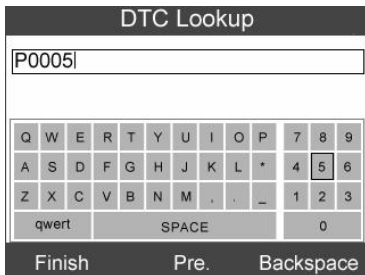 DTC Lookup
P0005
Q W E R T Y U I O P 7 8 9
A S D F G H J K L * 4 5 6
Z X C V B N M , . _ 1 2 3
qwert SPACE 0
Finish Pre. Backspace